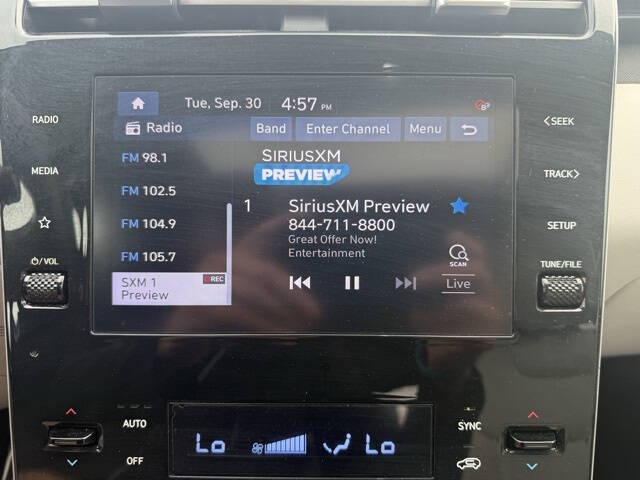 Tue, Sep. 30 4:57 PM
Radio Band Enter Channel Menu
FM 98.1
FM 102.5
FM 104.9
FM 105.7
SXM 1 REC
Preview
SIRIUSXM
PREVIEW
1 SiriusXM Preview
844-711-8800
Great Offer Now!
Entertainment
SCAN
Live
RADIO
MEDIA
VOL
<SEEK
TRACK>
SETUP
TUNE/FILE
AUTO
OFF
Lo Lo
SYNC